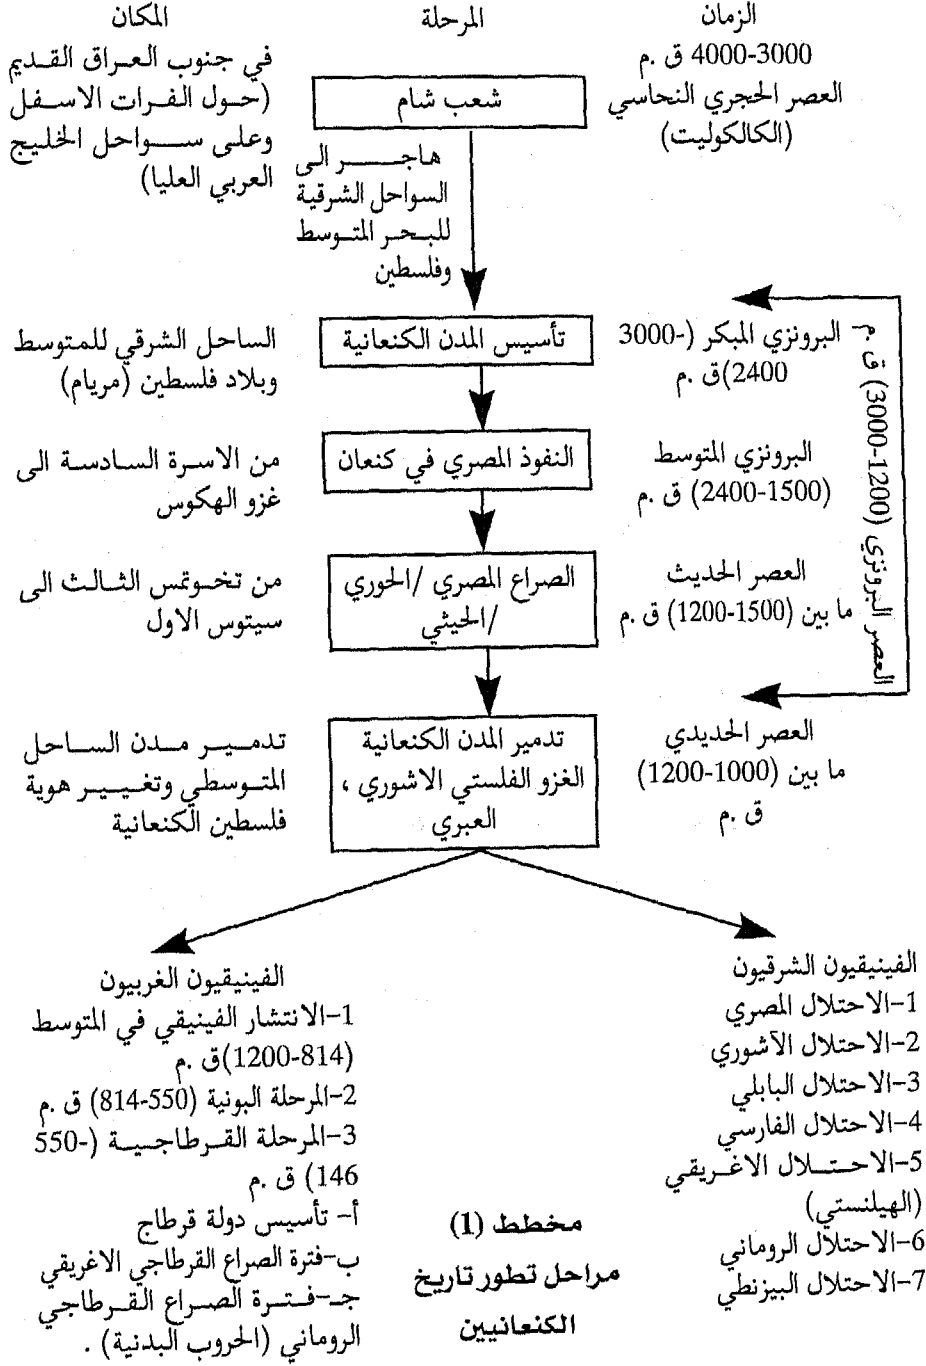 الزمان
4000-3000 ق .م
العصر الحجري النحاسي
(الكالكوليت)
المرحلة
شعب شام
المكان
في جنوب العراق القديم
(حول الفرات الاسفل
وعلى سواحل الخليج
العربي العليا)
هاجر الى
السواحل الشرقية
للبحر المتوسط
وفلسطين
البرونزي المبكر (3000-
2400)ق .م
تأسيس المدن الكنعانية
الساحل الشرقي للمتوسط
وبلاد فلسطين (مريام)
البرونزي المتوسط
(2400-1500) ق .م
النفوذ المصري في كنعان
من الاسرة السادسة الى
غزو الهكوس
العصر الحديث
ما بين (1500-1200) ق .م
الصراع المصري /الحوري
/الحيثي
من تخوتمس الثالث الى
سيتوس الاول
العصر البرونزي (3000-1200) ق .م
العصر الحديدي
ما بين (1200-1000)
ق .م
تدمير المدن الكنعانية
الغزو الفلستي الاشوري ،
العبري
تدمير مدن الساحل
المتوسطي وتغيير هوية
فلسطين الكنعانية
الفينيقيون الشرقيون
1-الاحتلال المصري
2-الاحتلال الآشوري
3-الاحتلال البابلي
4-الاحتلال الفارسي
5-الاحتلال الاغريقي
(الهيلنستي)
6-الاحتلال الروماني
7-الاحتلال البيزنطي
الفينيقيون الغربيون
1-الانتشار الفينيقي في المتوسط
(1200-814)ق .م
2-المرحلة البونية (814-550) ق .م
3-المرحلة القرطاجية (550-
146) ق .م
أ- تأسيس دولة قرطاج
ب-فترة الصراع القرطاجي الاغريقي
جـ-فترة الصراع القرطاجي
الروماني (الحروب البدنية) .
مخطط (1)
مراحل تطور تاريخ
الكنعانيين